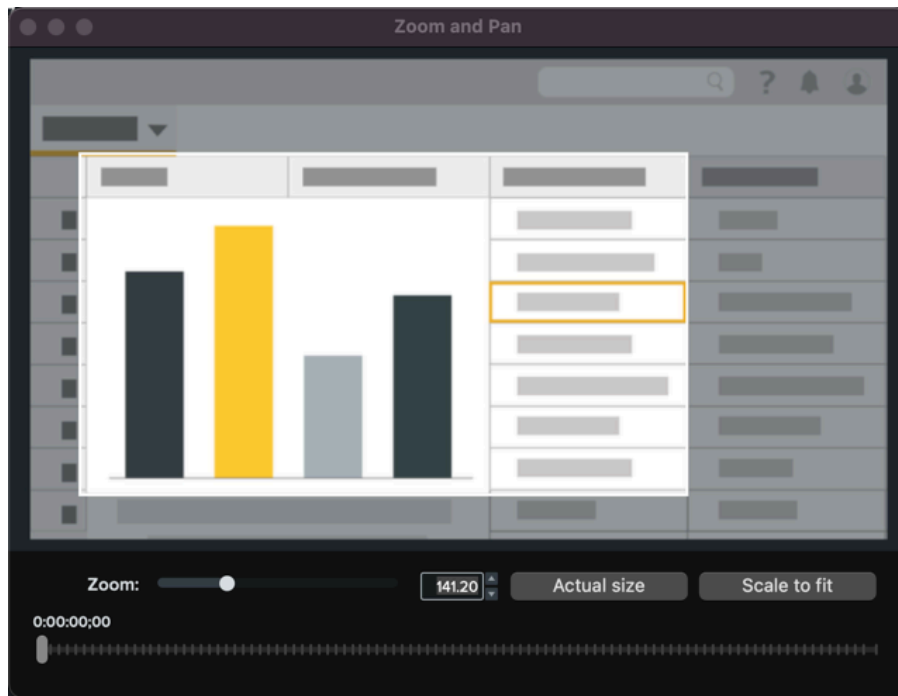 Zoom and Pan
?
Zoom:
141.20
Actual size
Scale to fit
0:00:00;00